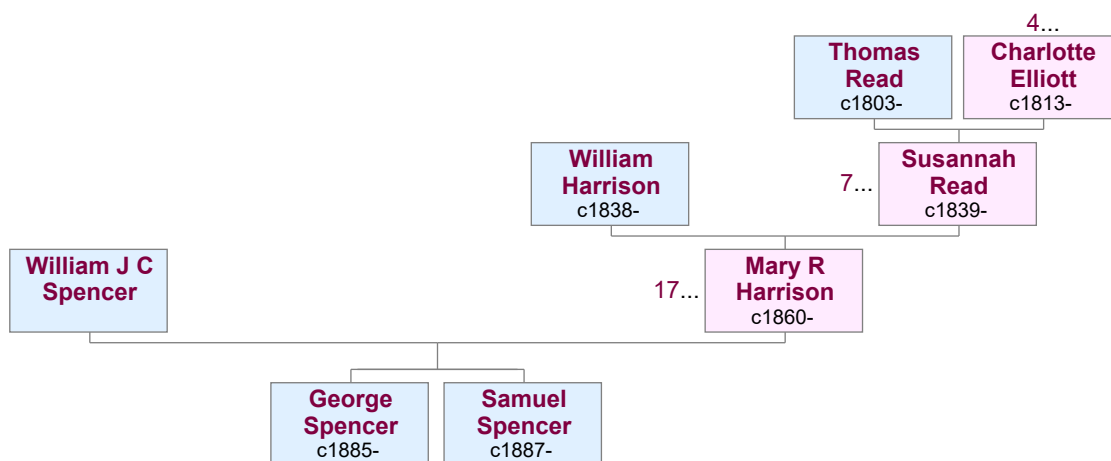 4...
Thomas
Read
c1803-
Charlotte
Elliott
c1813-
William
Harrison
c1838-
7...
Susannah
Read
c1839-
William J C
Spencer
17...
Mary R
Harrison
c1860-
George
Spencer
c1885-
Samuel
Spencer
c1887-